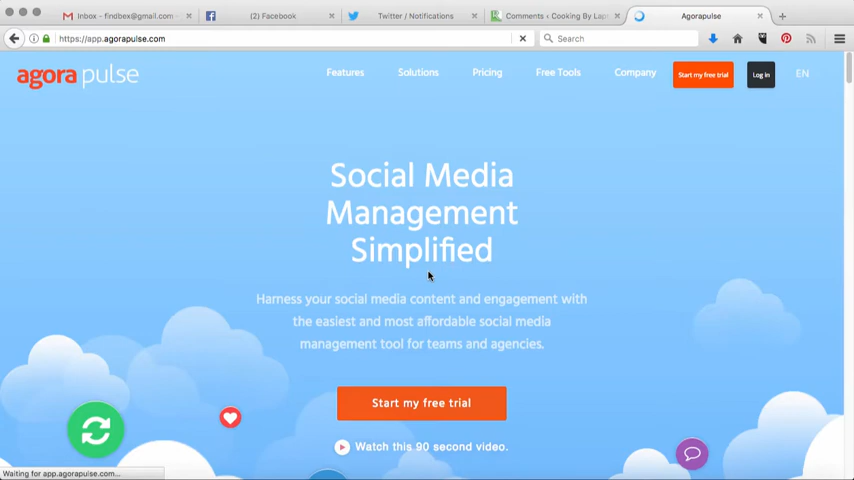 Inbox - findbex@gmail.com
(2) Facebook
Twitter / Notifications
Comments ‹ Cooking By Lap
Agorapulse
https://app.agorapulse.com
Search
agora pulse
Features
Solutions
Pricing
Free Tools
Company
Start my free trial
Log in
EN
Social Media
Management
Simplified
Harness your social media content and engagement with
the easiest and most affordable social media
management tool for teams and agencies.
Start my free trial
Watch this 90 second video.
Waiting for app.agorapulse.com...